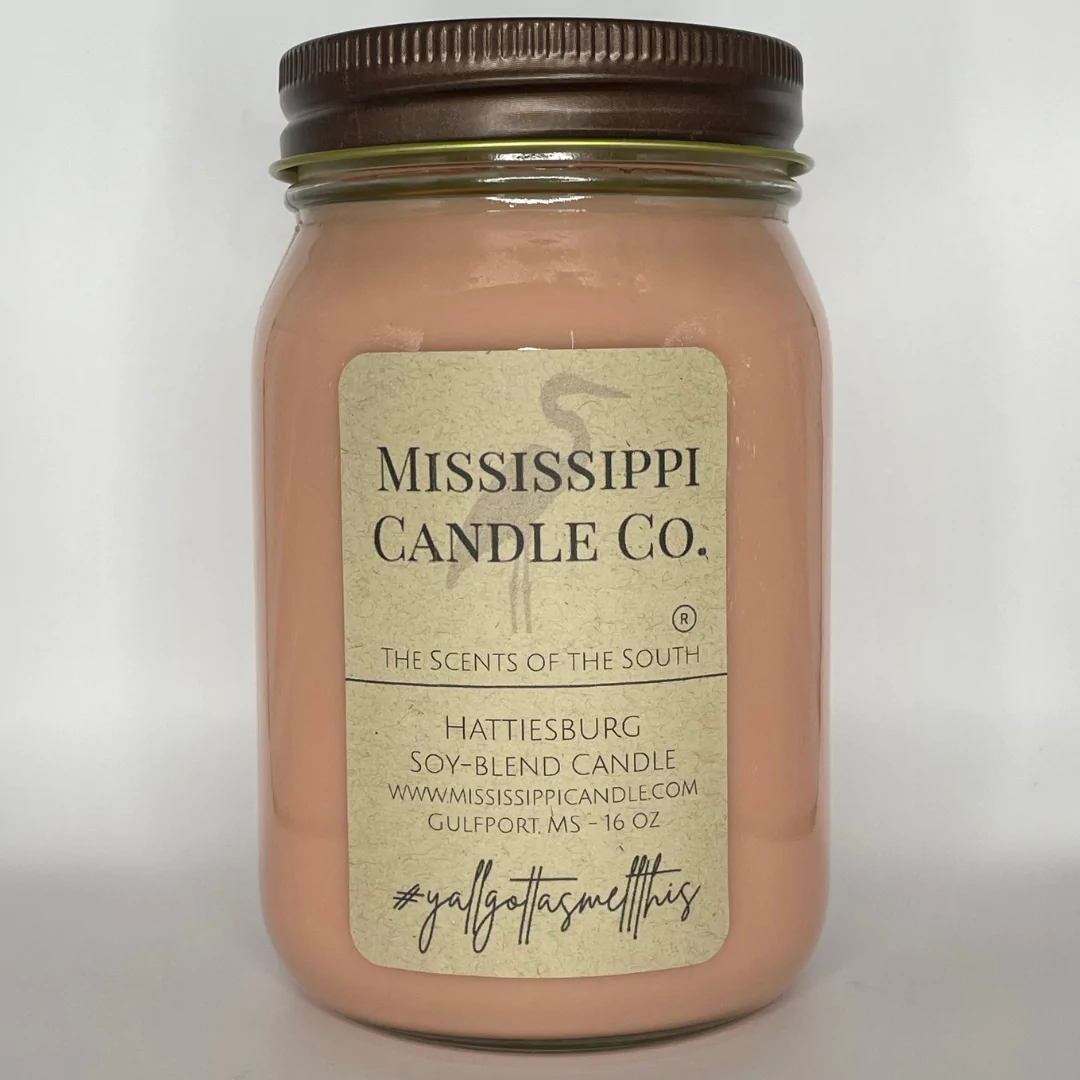 Mississippi
Candle Co.
®
The Scents of the South
Hattiesburg
Soy-blend Candle
www.mississippicandle.com
Gulfport, MS - 16 oz
#yallgottasmellthis